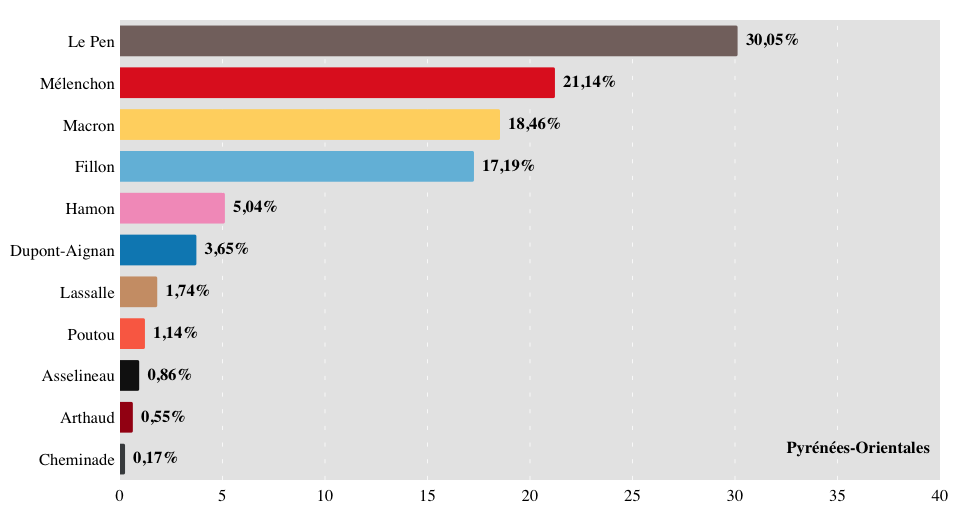 Le Pen 30,05%
Mélenchon 21,14%
Macron 18,46%
Fillon 17,19%
Hamon 5,04%
Dupont-Aignan 3,65%
Lassalle 1,74%
Poutou 1,14%
Asselineau 0,86%
Arthaud 0,55%
Pyrénées-Orientales
Cheminade 0,17%
0 5 10 15 20 25 30 35 40